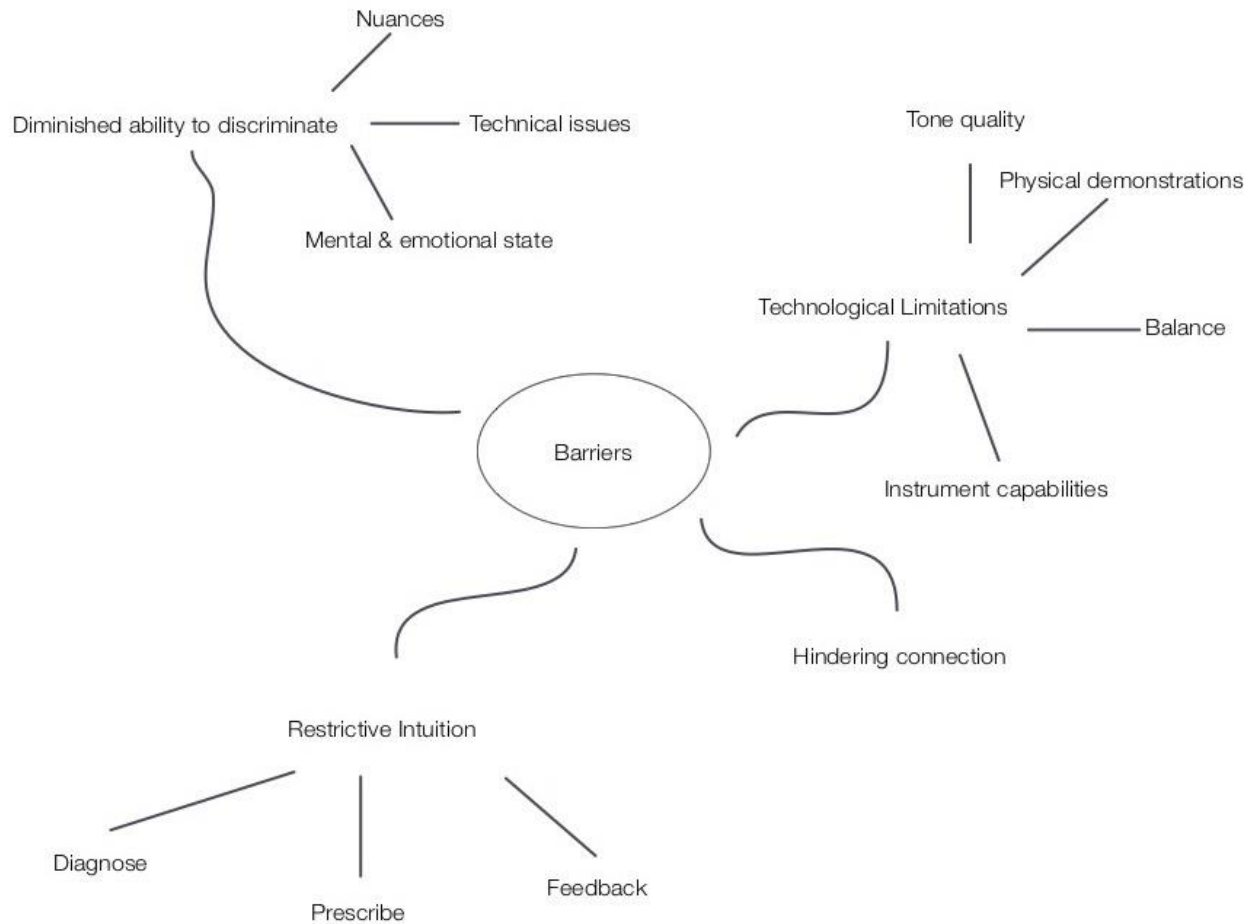 Nuances
Diminished ability to discriminate
Technical issues
Mental & emotional state
Tone quality
Physical demonstrations
Technological Limitations
Balance
Instrument capabilities
Barriers
Hindering connection
Restrictive Intuition
Diagnose
Prescribe
Feedback